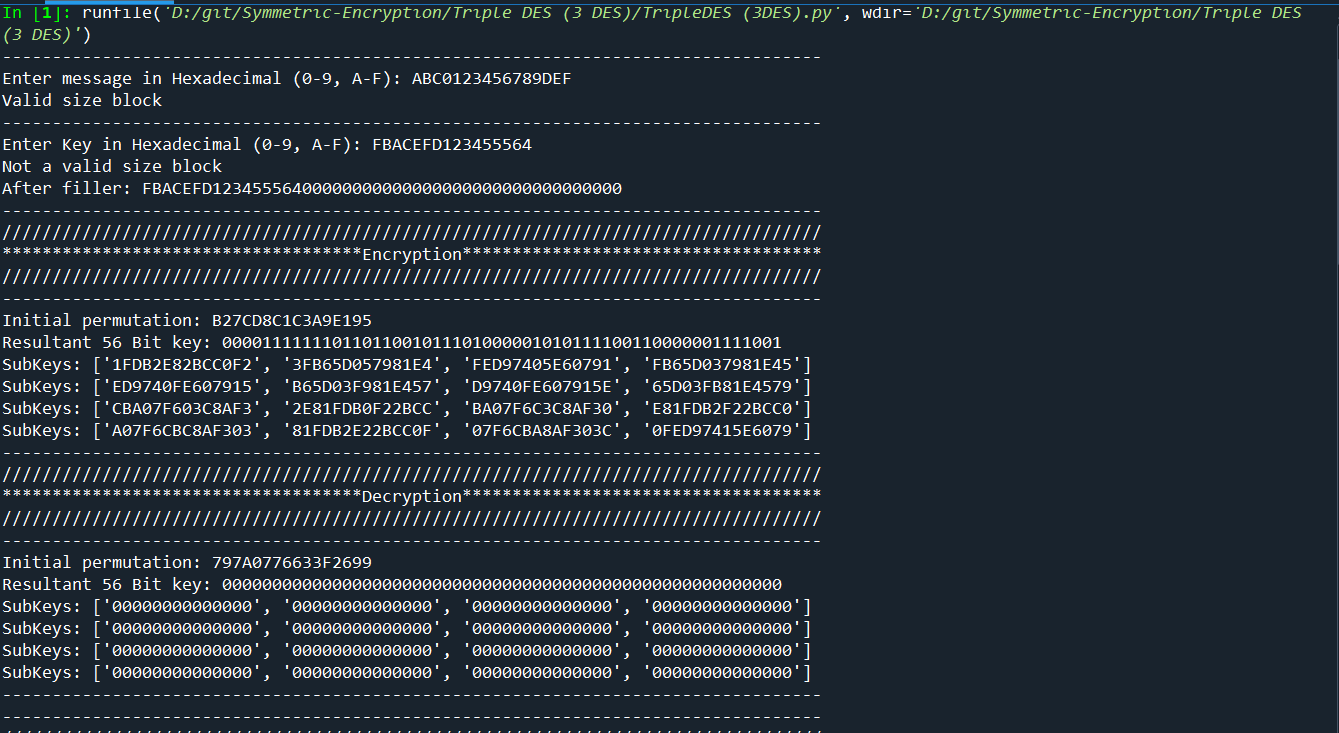 In [1]: runfile('D:/git/Symmetric-Encryption/Triple DES (3 DES)/TripleDES (3DES).py', wdir='D:/git/Symmetric-Encryption/Triple DES
(3 DES)')
----------------------------------------------------------------------------------
Enter message in Hexadecimal (0-9, A-F): ABC0123456789DEF
Valid size block
----------------------------------------------------------------------------------
Enter Key in Hexadecimal (0-9, A-F): FBACEFD123455564
Not a valid size block
After filler: FBACEFD12345556400000000000000000000000000000000
----------------------------------------------------------------------------------
//////////////////////////////////////////////////////////////////////////////////
************************************Encryption************************************
//////////////////////////////////////////////////////////////////////////////////
----------------------------------------------------------------------------------
Initial permutation: B27CD8C1C3A9E195
Resultant 56 Bit key: 00001111111011011001011101000001010111100110000001111001
SubKeys: ['1FDB2E82BCC0F2', '3FB65D057981E4', 'FED97405E60791', 'FB65D037981E45']
SubKeys: ['ED9740FE607915', 'B65D03F981E457', 'D9740FE607915E', '65D03FB81E4579']
SubKeys: ['CBA07F603C8AF3', '2E81FDB0F22BCC', 'BA07F6C3C8AF30', 'E81FDB2F22BCC0']
SubKeys: ['A07F6CBC8AF303', '81FDB2E22BCC0F', '07F6CBA8AF303C', '0FED97415E6079']
----------------------------------------------------------------------------------
//////////////////////////////////////////////////////////////////////////////////
************************************Decryption************************************
//////////////////////////////////////////////////////////////////////////////////
----------------------------------------------------------------------------------
Initial permutation: 797A0776633F2699
Resultant 56 Bit key: 00000000000000000000000000000000000000000000000000000000
SubKeys: ['00000000000000', '00000000000000', '00000000000000', '00000000000000']
SubKeys: ['00000000000000', '00000000000000', '00000000000000', '00000000000000']
SubKeys: ['00000000000000', '00000000000000', '00000000000000', '00000000000000']
SubKeys: ['00000000000000', '00000000000000', '00000000000000', '00000000000000']
----------------------------------------------------------------------------------
----------------------------------------------------------------------------------
//////////////////////////////////////////////////////////////////////////////////